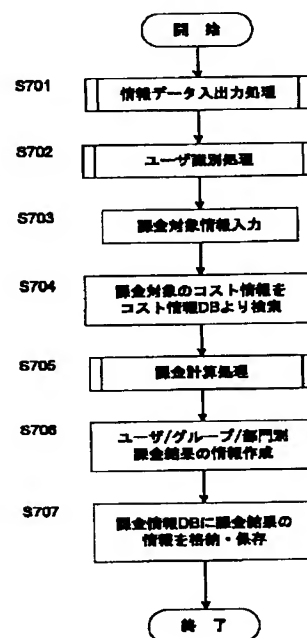 開 始
S701
情報データ入出力処理
S702
ユーザ識別処理
S703
課金対象情報入力
S704
課金対象のコスト情報を
コスト情報DBより検索
S705
課金計算処理
S706
ユーザ/グループ/部門別
課金結果の情報作成
S707
課金情報DBに課金結果の
情報を格納・保存
終 了